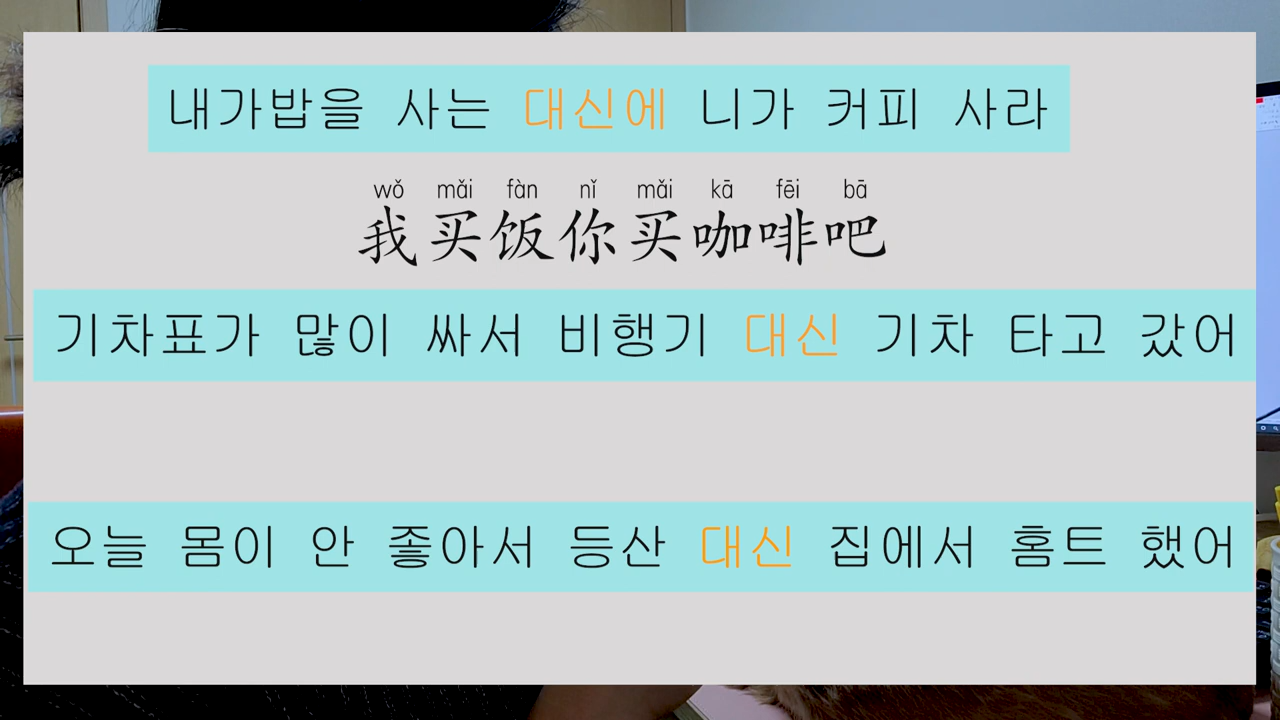 내가밥을 사는 대신에 니가 커피 사라
wǒ mǎi fàn nǐ mǎi kā fēi bā
我买饭你买咖啡吧
기차표가 많이 싸서 비행기 대신 기차 타고 갔어
오늘 몸이 안 좋아서 등산 대신 집에서 홈트 했어